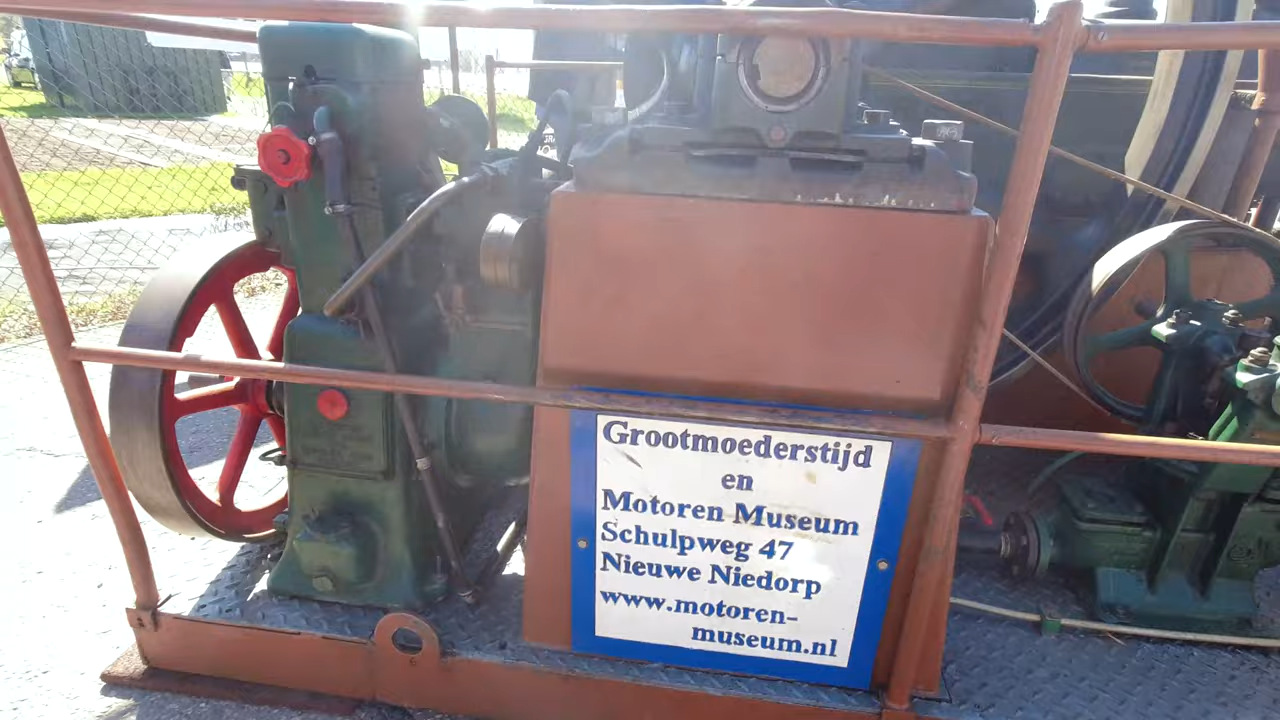 Grootmoederstijd
en
Motoren Museum
Schulpweg 47
Nieuwe Niedorp
www.motoren-
museum.nl